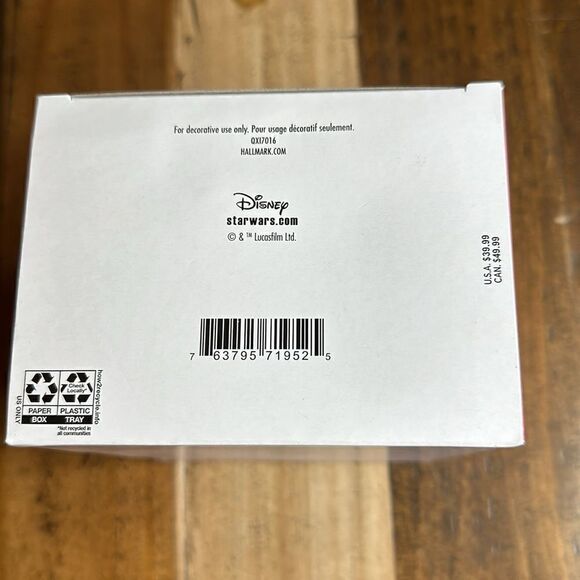 For decorative use only. Pour usage décoratif seulement.
QXI7016
HALLMARK.COM
Disney
starwars.com
© & ™ Lucasfilm Ltd.
U.S.A. $39.99
CAN. $49.99
7 63795 71952 5
US ONLY
Check Locally*
PAPER PLASTIC
BOX TRAY
*Not recycled in
all communities
how2recycle.info